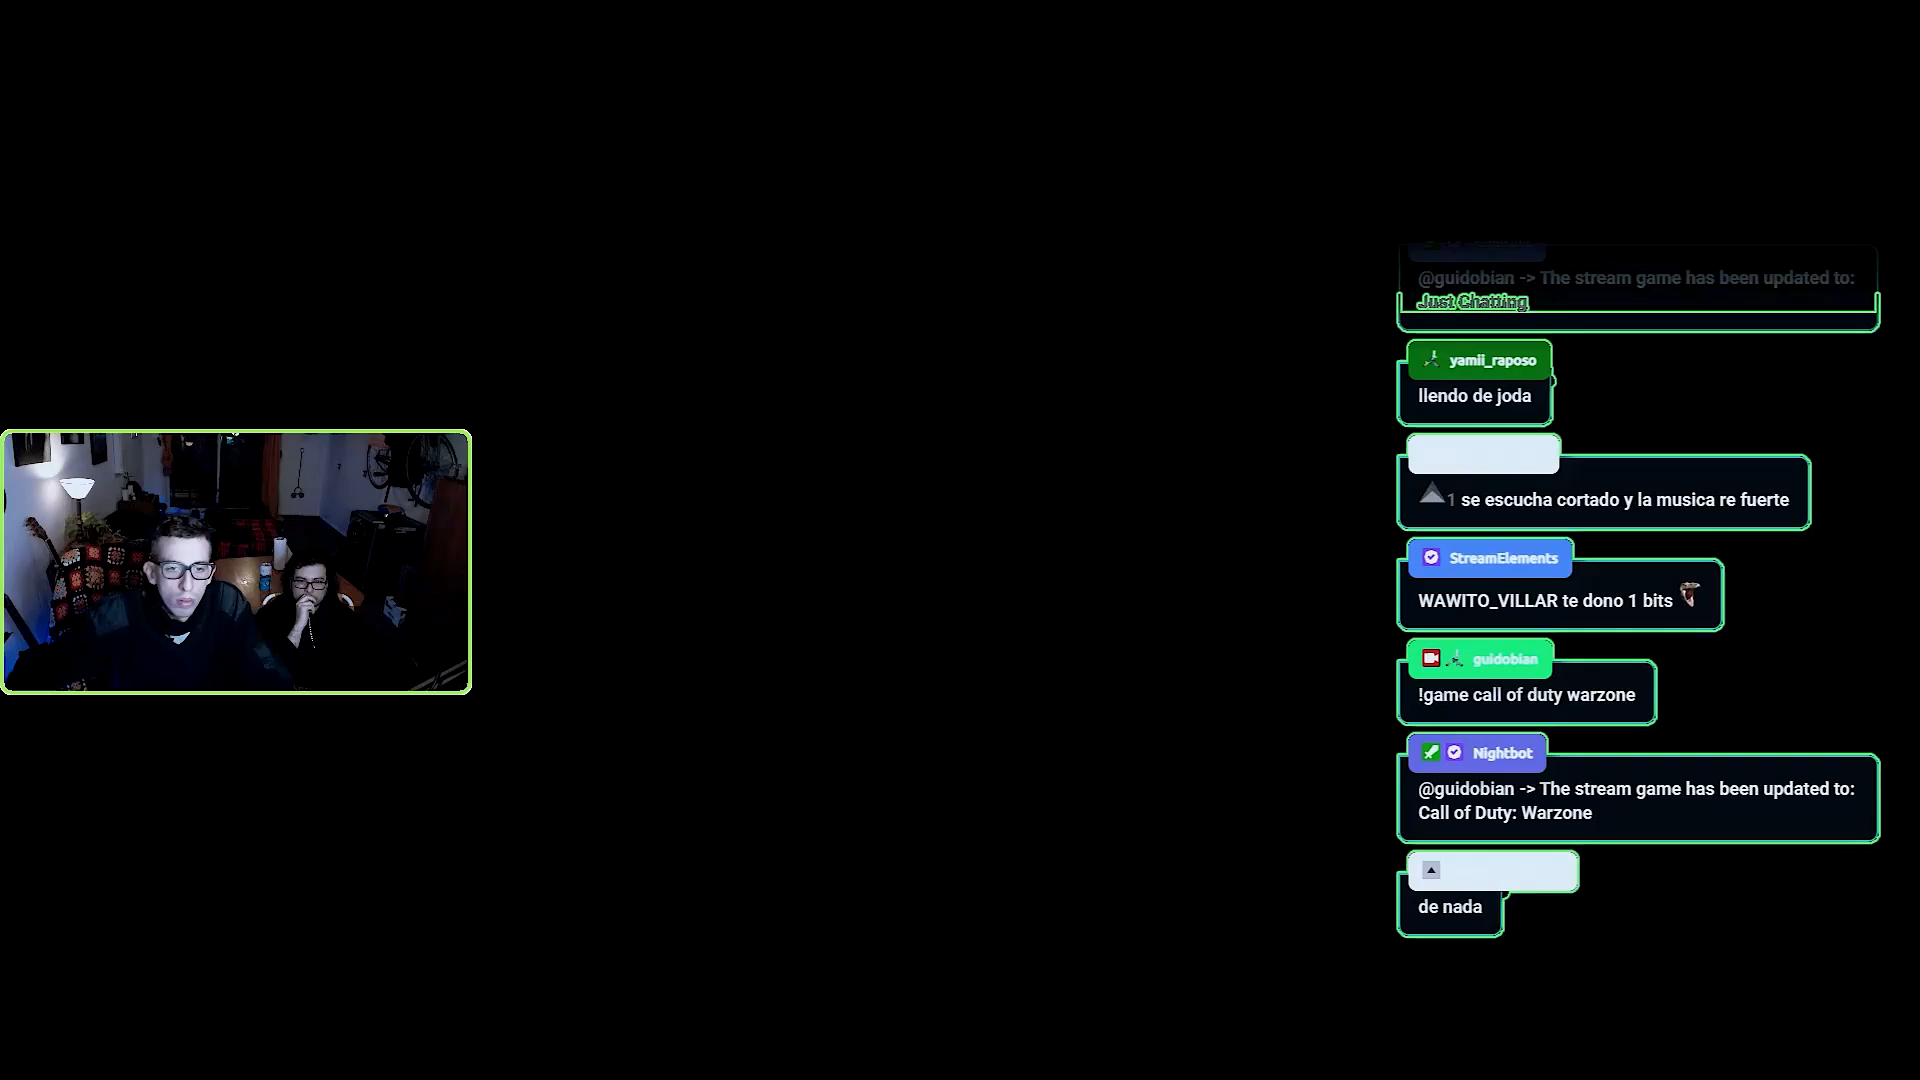 @guidobian -> The stream game has been updated to:
Just Chatting
yamii_raposo
llendo de joda
1 se escucha cortado y la musica re fuerte
StreamElements
WAWITO_VILLAR te dono 1 bits
guidobian
!game call of duty warzone
Nightbot
@guidobian -> The stream game has been updated to:
Call of Duty: Warzone
de nada